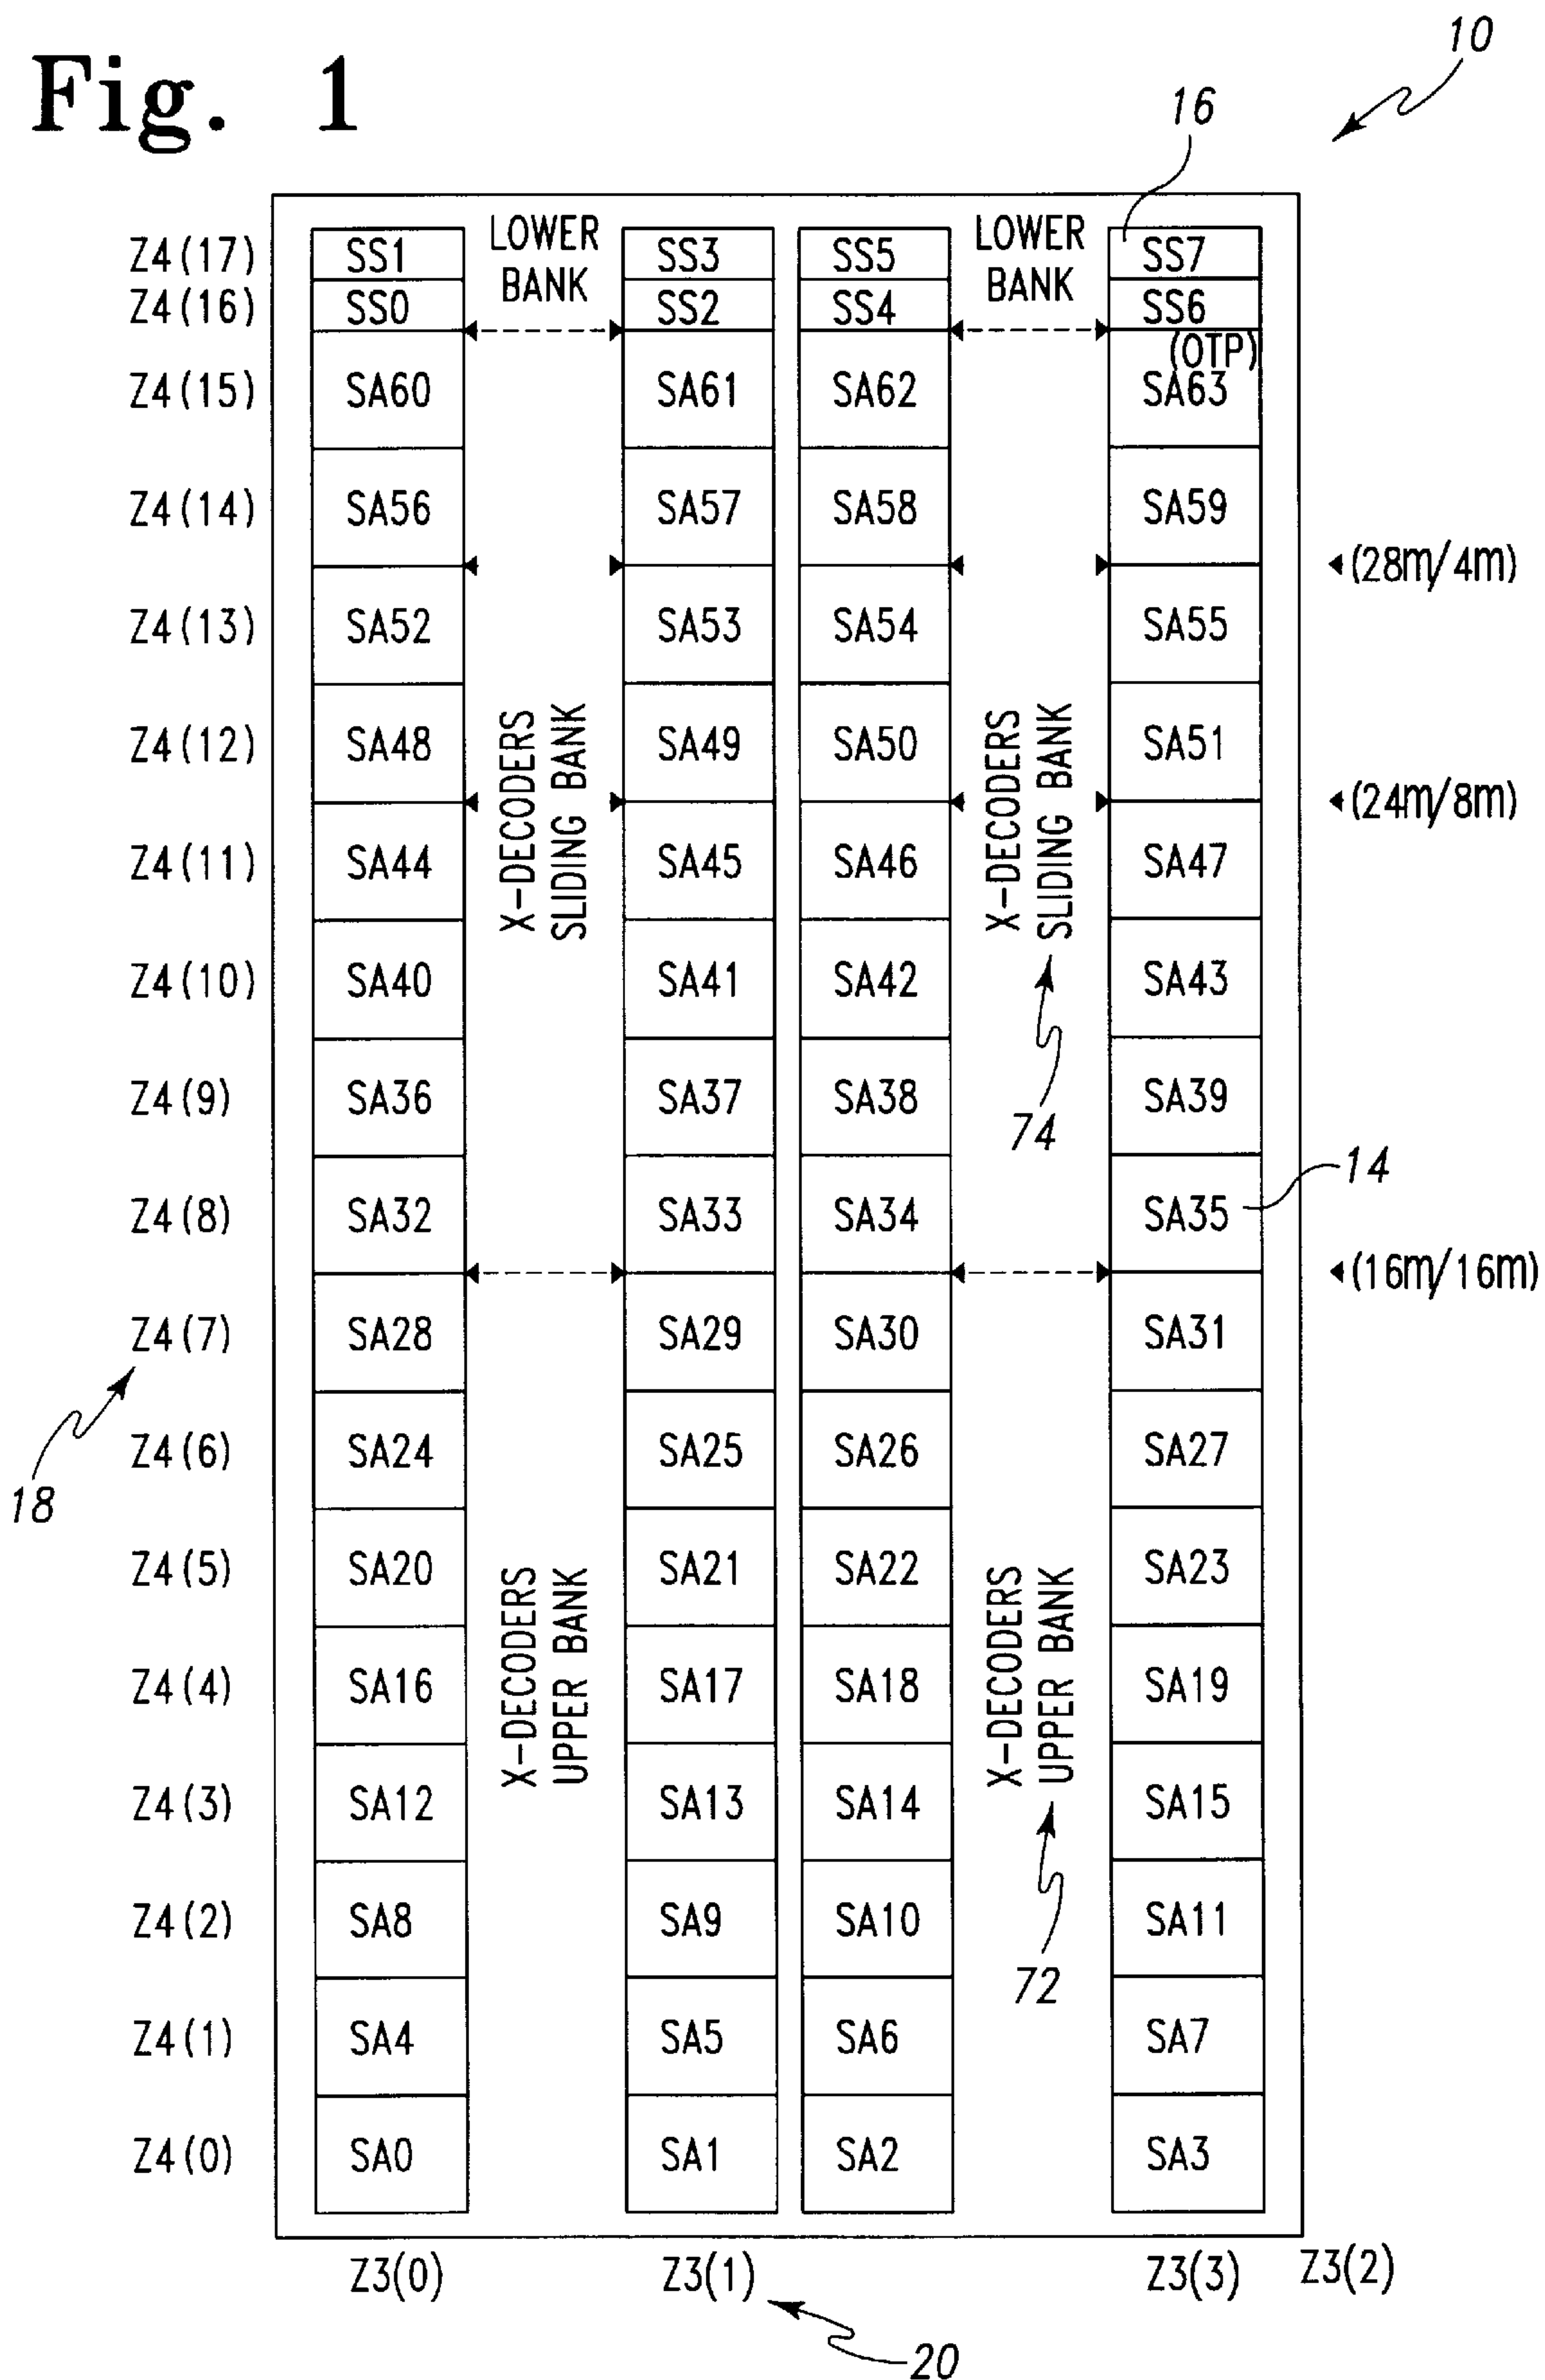 Fig. 1
10
16
Z4(17) SS1 LOWER SS3 SS5 LOWER SS7
Z4(16) SS0 BANK SS2 SS4 BANK SS6
(OTP)
Z4(15) SA60 SA61 SA62 SA63
Z4(14) SA56 SA57 SA58 SA59
(28m/4m)
Z4(13) SA52 SA53 SA54 SA55
Z4(12) SA48 SA49 SA50 SA51
X-DECODERS
SLIDING BANK
X-DECODERS
SLIDING BANK
(24m/8m)
Z4(11) SA44 SA45 SA46 SA47
Z4(10) SA40 SA41 SA42 SA43
Z4(9) SA36 SA37 SA38 SA39
74
14
Z4(8) SA32 SA33 SA34 SA35
(16m/16m)
Z4(7) SA28 SA29 SA30 SA31
Z4(6) SA24 SA25 SA26 SA27
18
Z4(5) SA20 SA21 SA22 SA23
X-DECODERS
UPPER BANK
X-DECODERS
UPPER BANK
Z4(4) SA16 SA17 SA18 SA19
Z4(3) SA12 SA13 SA14 SA15
Z4(2) SA8 SA9 SA10 SA11
72
Z4(1) SA4 SA5 SA6 SA7
Z4(0) SA0 SA1 SA2 SA3
Z3(0) Z3(1) Z3(3) Z3(2)
20